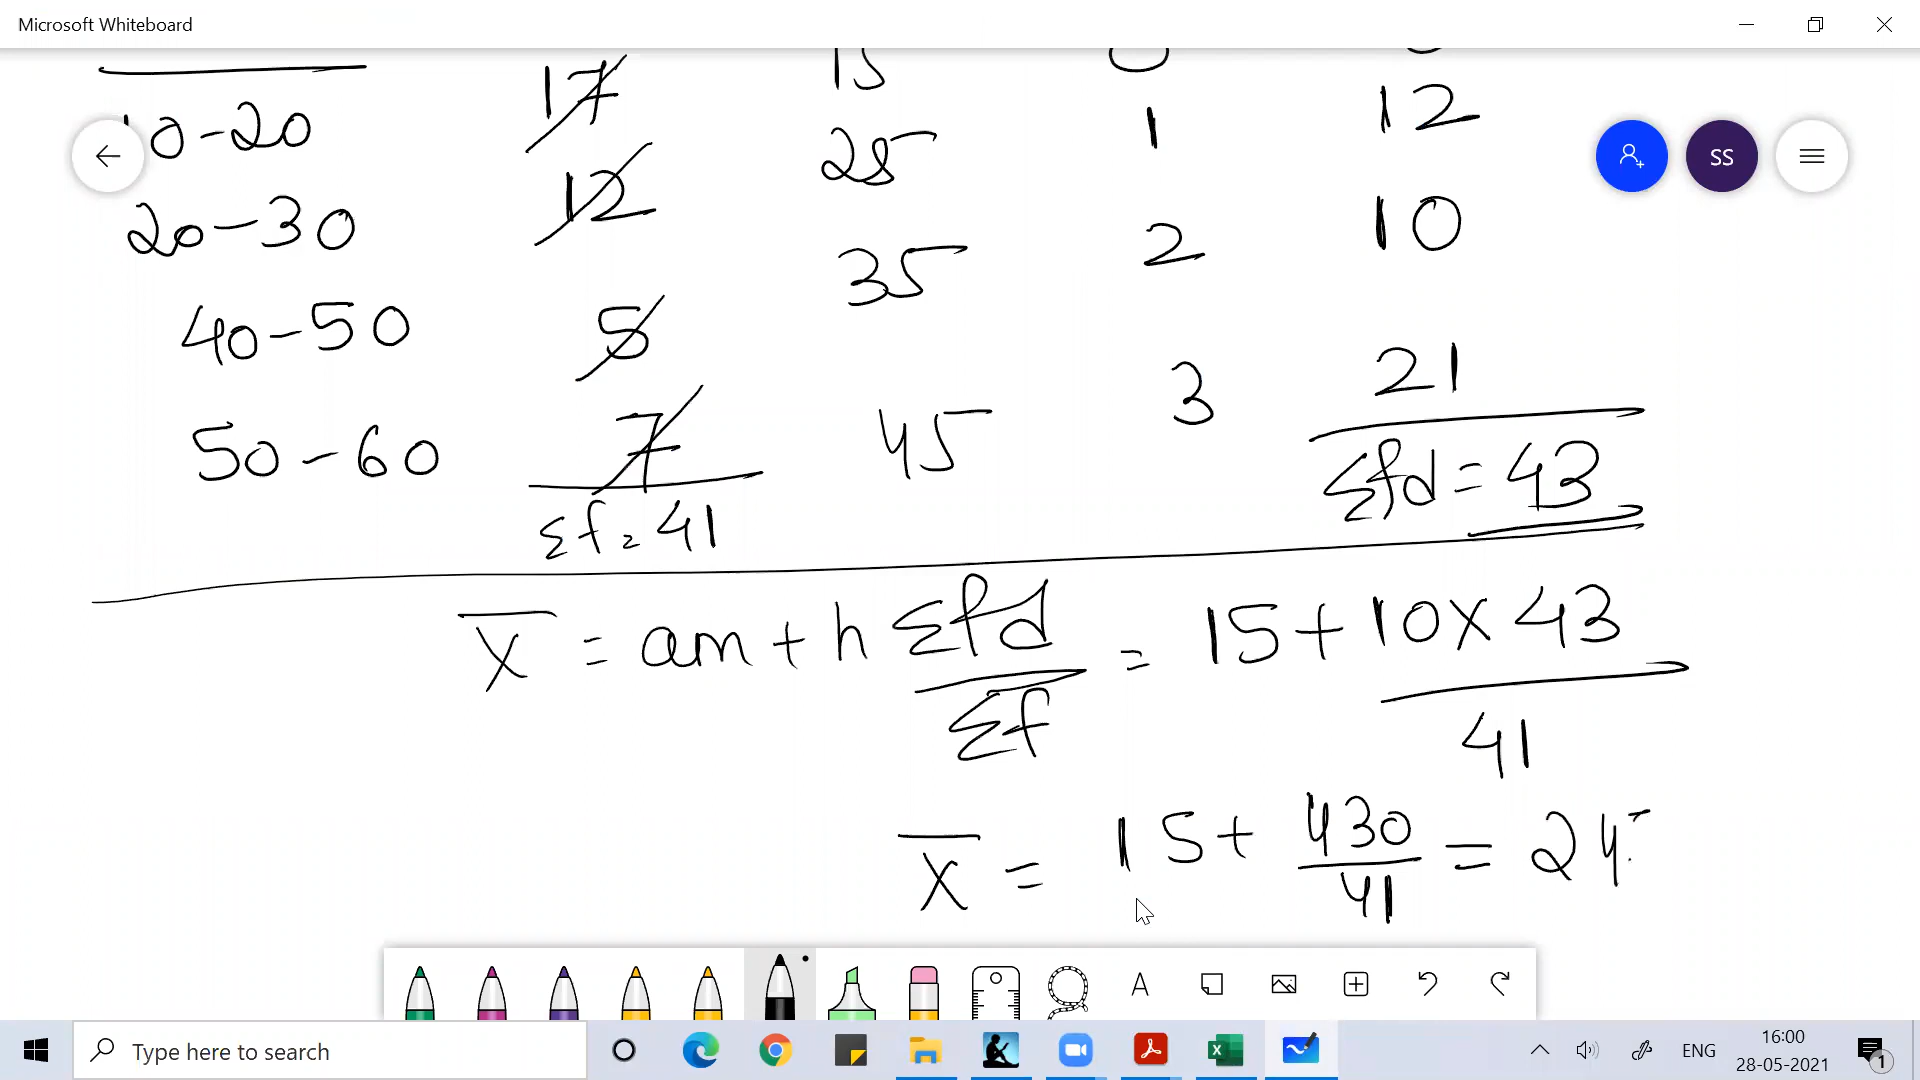 Microsoft Whiteboard
17 15 0
10-20 12 25 1 12
20-30 35 2 10
40-50 5
50-60 7 45 3 21
Σf = 41 Σfd = 43
X̄ = am + h Σfd / Σf = 15 + 10 x 43 / 41
X̄ = 15 + 430 / 41 = 24
SS
A
Type here to search
ENG
16:00
28-05-2021
1